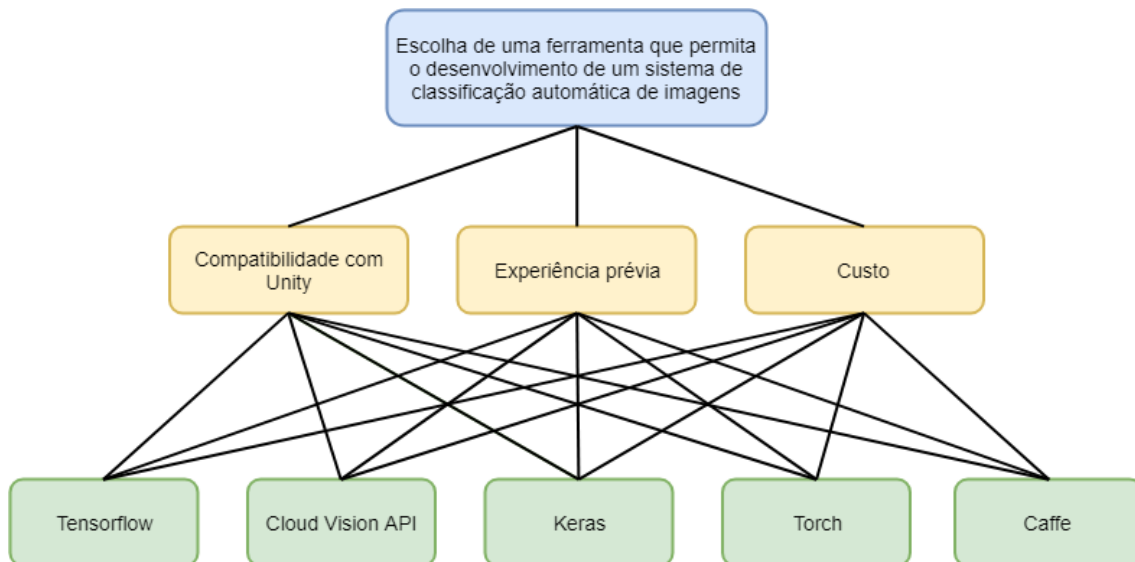 Escolha de uma ferramenta que permita
o desenvolvimento de um sistema de
classificação automática de imagens
Compatibilidade com
Unity
Experiência prévia
Custo
Tensorflow
Cloud Vision API
Keras
Torch
Caffe